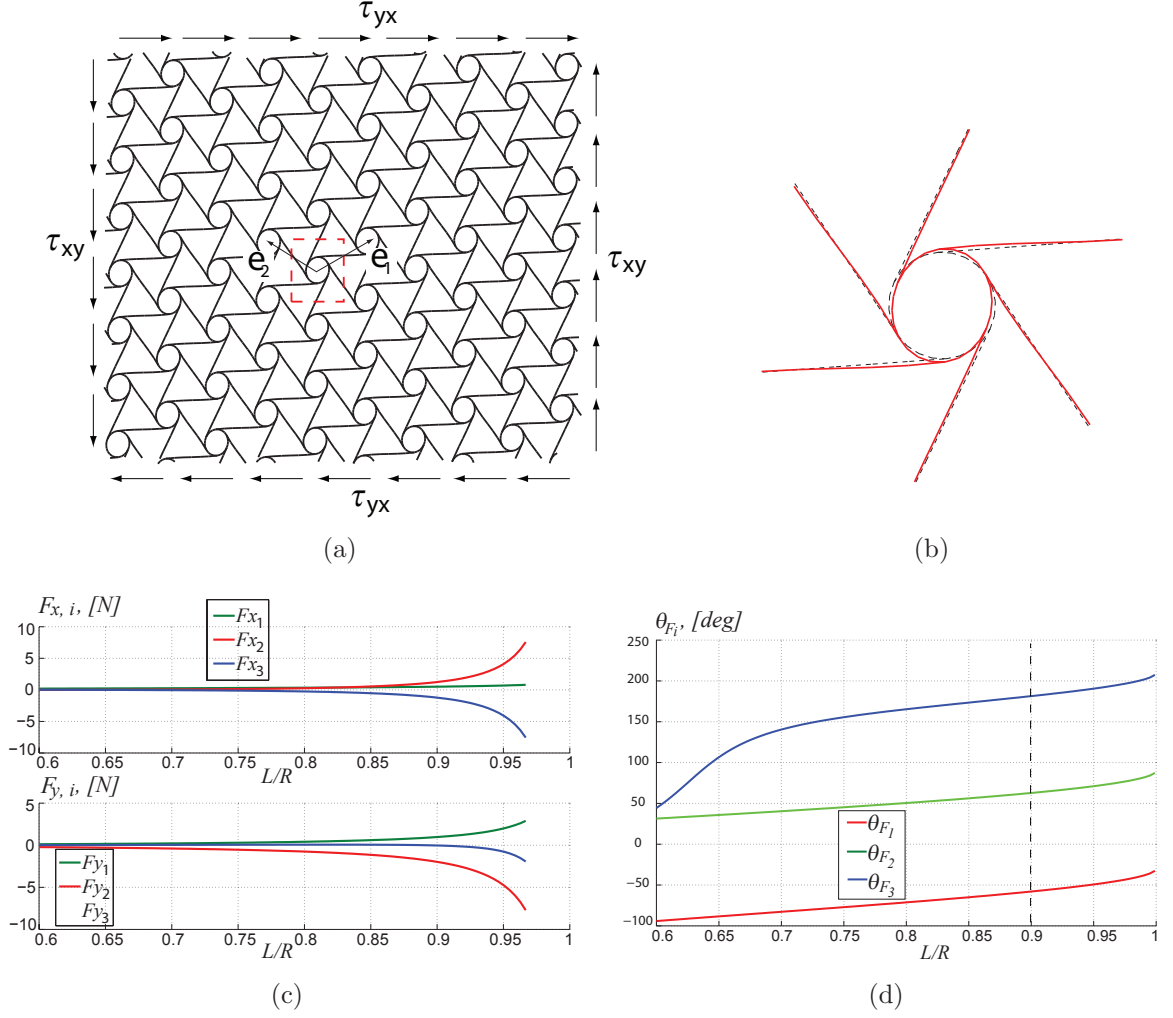 τyx
τxy
e2
ê1
τxy
τyx
(a)
(b)
Fx, i, [N]
Fx1
Fx2
Fx3
10
5
0
−5
−10
0.6 0.65 0.7 0.75 0.8 0.85 0.9 0.95 1
L/R
Fy, i, [N]
5
0
−5
−10
Fy1
Fy2
Fy3
0.6 0.65 0.7 0.75 0.8 0.85 0.9 0.95 1
L/R
(c)
θFi, [deg]
250
200
150
100
50
0
−50
−100
θF1
θF2
θF3
0.6 0.65 0.7 0.75 0.8 0.85 0.9 0.95 1
L/R
(d)